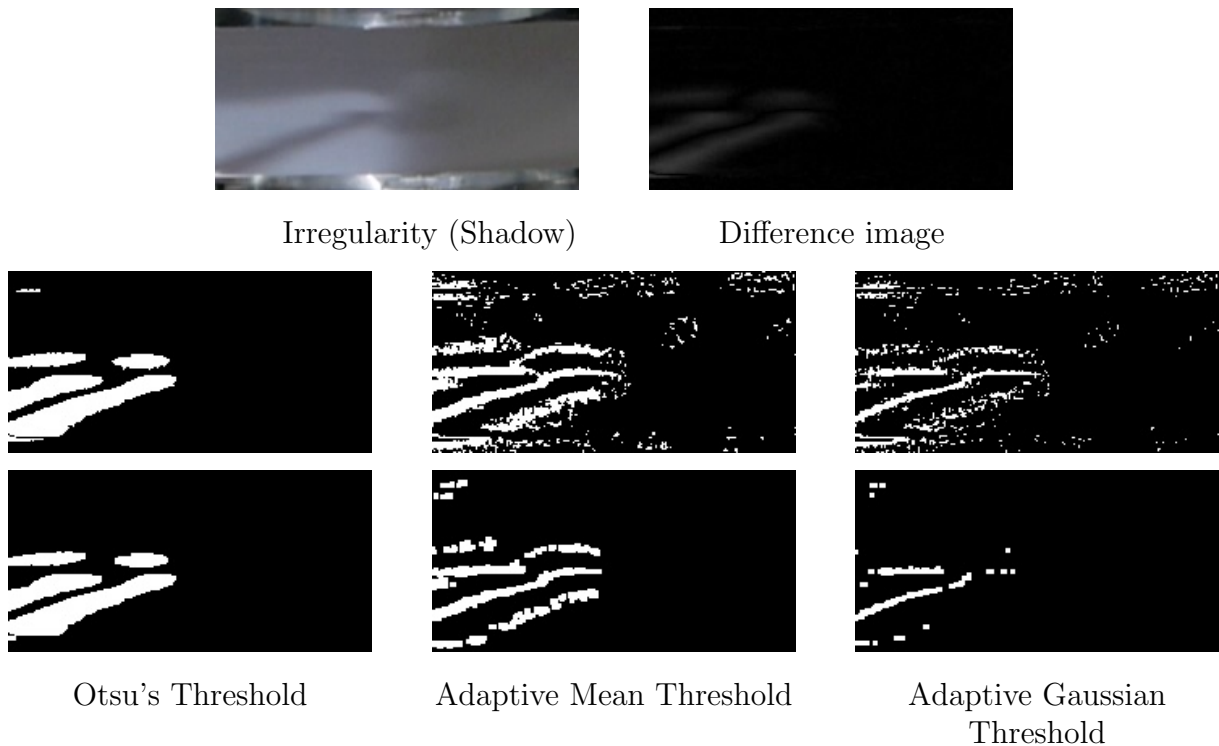 Irregularity (Shadow)
Difference image
Otsu's Threshold
Adaptive Mean Threshold
Adaptive Gaussian
Threshold